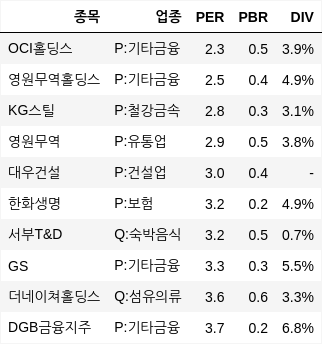 종목 업종 PER PBR DIV
OCI홀딩스 P:기타금융 2.3 0.5 3.9%
영원무역홀딩스 P:기타금융 2.5 0.4 4.9%
KG스틸 P:철강금속 2.8 0.3 3.1%
영원무역 P:유통업 2.9 0.5 3.8%
대우건설 P:건설업 3.0 0.4 -
한화생명 P:보험 3.2 0.2 4.9%
서부T&D Q:숙박음식 3.2 0.5 0.7%
GS P:기타금융 3.3 0.3 5.5%
더네이쳐홀딩스 Q:섬유의류 3.6 0.6 3.3%
DGB금융지주 P:기타금융 3.7 0.2 6.8%